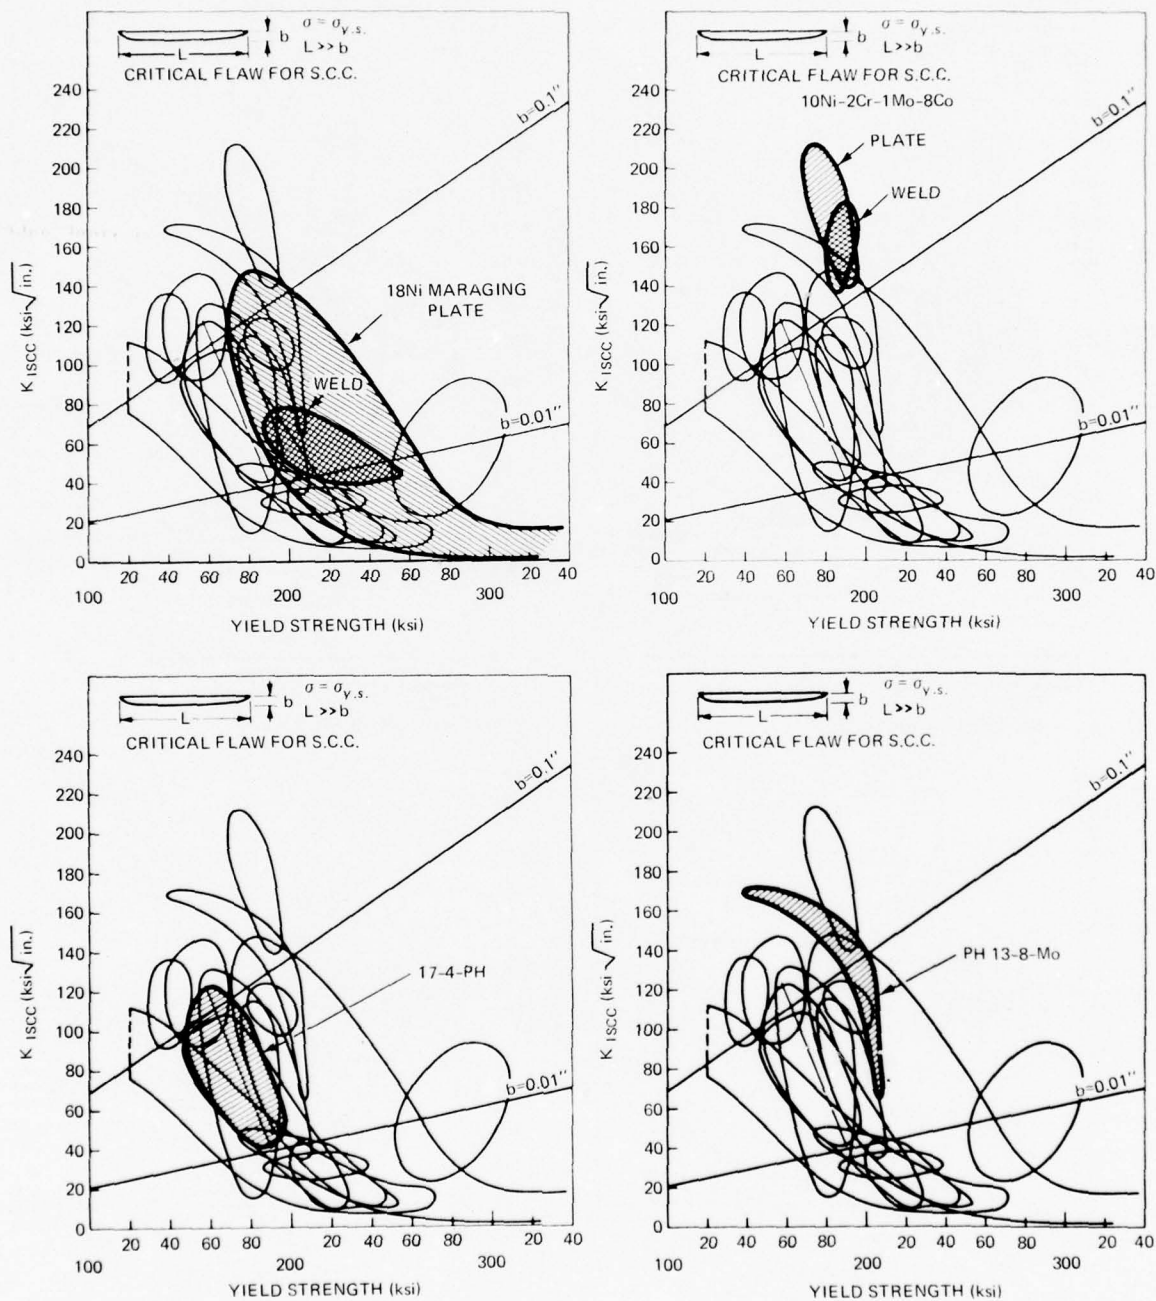 σ = σy.s.
b
L
L >> b
CRITICAL FLAW FOR S.C.C.
b=0.1"
18Ni MARAGING
PLATE
WELD
b=0.01"
K ISCC (ksi√in.)
240
220
200
180
160
140
120
100
80
60
40
20
0
20 40 60 80 20 40 60 80 20 40
100 200 300
YIELD STRENGTH (ksi)
σ = σy.s.
b
L
L >> b
CRITICAL FLAW FOR S.C.C.
10Ni-2Cr-1Mo-8Co
b=0.1"
PLATE
WELD
b=0.01"
K ISCC (ksi√in.)
240
220
200
180
160
140
120
100
80
60
40
20
0
20 40 60 80 20 40 60 80 20 40
100 200 300
YIELD STRENGTH (ksi)
σ = σy.s.
b
L
L >> b
CRITICAL FLAW FOR S.C.C.
b=0.1"
17-4-PH
b=0.01"
K ISCC (ksi√in.)
240
220
200
180
160
140
120
100
80
60
40
20
0
20 40 60 80 20 40 60 80 20 40
100 200 300
YIELD STRENGTH (ksi)
σ = σy.s.
b
L
L >> b
CRITICAL FLAW FOR S.C.C.
b=0.1"
PH 13-8-Mo
b=0.01"
K ISCC (ksi√in.)
240
220
200
180
160
140
120
100
80
60
40
20
0
20 40 60 80 20 40 60 80 20 40
100 200 300
YIELD STRENGTH (ksi)